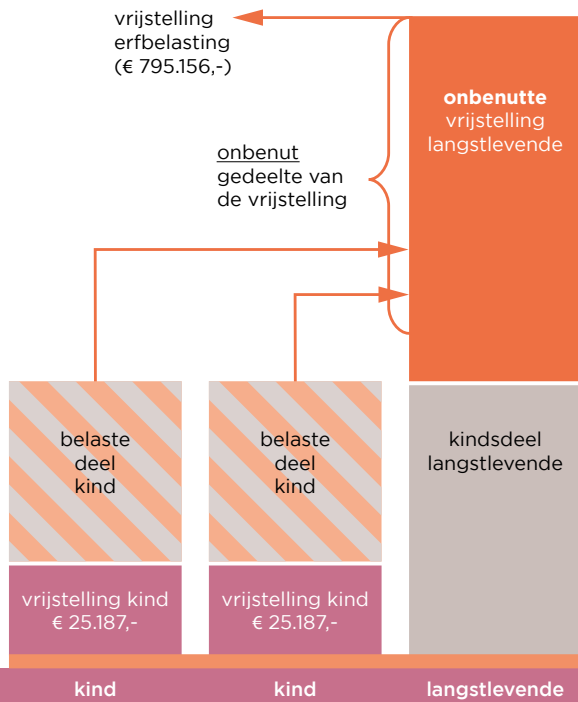 vrijstelling
erfbelasting
(€ 795.156,-)
onbenutte
vrijstelling
langstlevende
onbenut
gedeelte van
de vrijstelling
belaste
deel
kind
belaste
deel
kind
kindsdeel
langstlevende
vrijstelling kind
€ 25.187,-
vrijstelling kind
€ 25.187,-
kind
kind
langstlevende